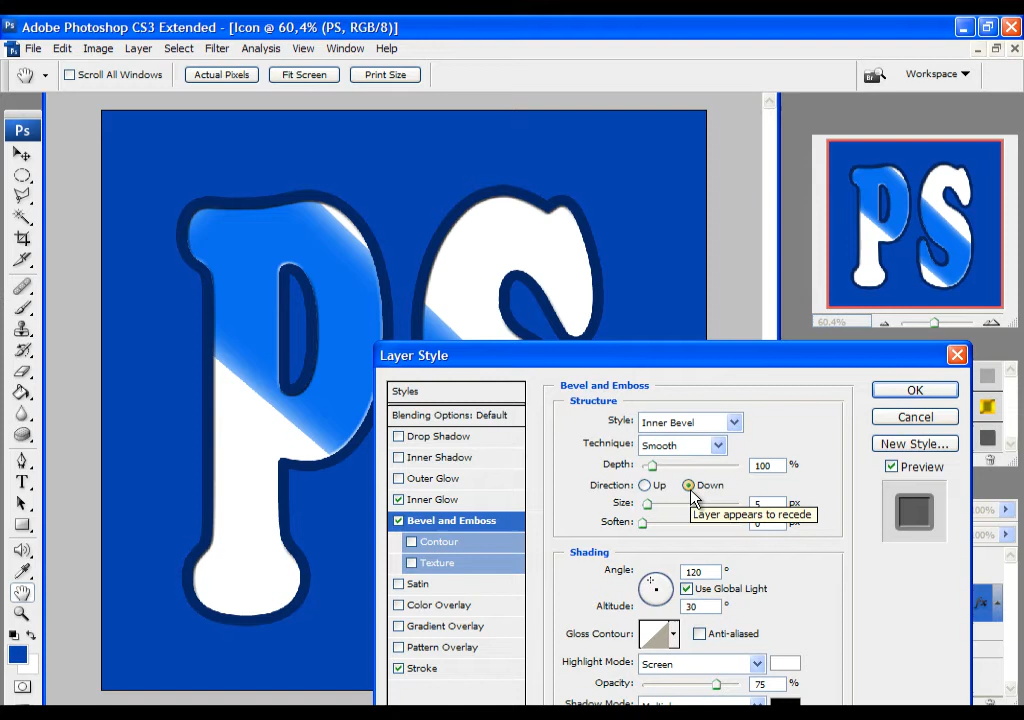 Ps Adobe Photoshop CS3 Extended - [Icon @ 60,4% (PS, RGB/8)]
File Edit Image Layer Select Filter Analysis View Window Help
Scroll All Windows Actual Pixels Fit Screen Print Size Workspace
Ps
PS
PS
60,4%
Layer Style
Styles
Blending Options: Default
Drop Shadow
Inner Shadow
Outer Glow
Inner Glow
Bevel and Emboss
Contour
Texture
Satin
Color Overlay
Gradient Overlay
Pattern Overlay
Stroke
Bevel and Emboss
Structure
Style: Inner Bevel
Technique: Smooth
Depth: 100 %
Direction: Up Down
Size: 5 px
Layer appears to recede
Soften:
Shading
Angle: 120 °
Use Global Light
Altitude: 30 °
Gloss Contour: Anti-aliased
Highlight Mode: Screen
Opacity: 75 %
OK
Cancel
New Style...
Preview
fx